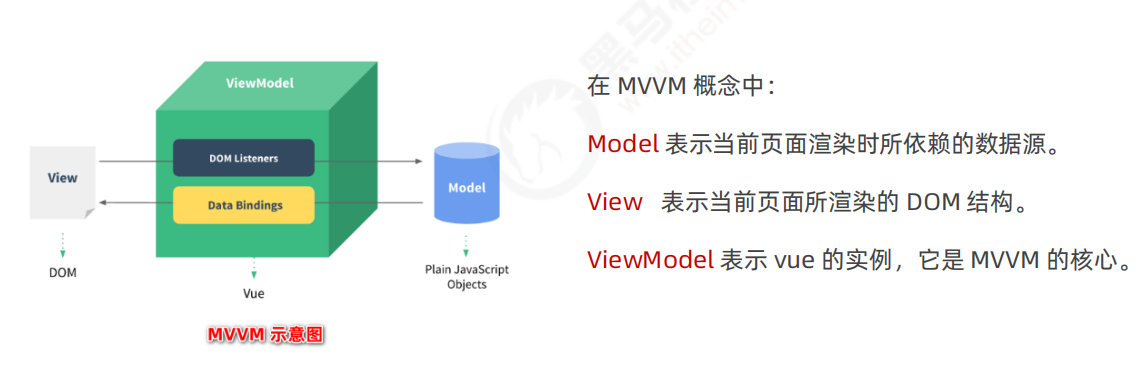 ViewModel
DOM Listeners
View
Model
Data Bindings
DOM
Vue
Plain JavaScript
Objects
MVVM 示意图
在 MVVM 概念中：
Model 表示当前页面渲染时所依赖的数据源。
View 表示当前页面所渲染的 DOM 结构。
ViewModel 表示 vue 的实例，它是 MVVM 的核心。